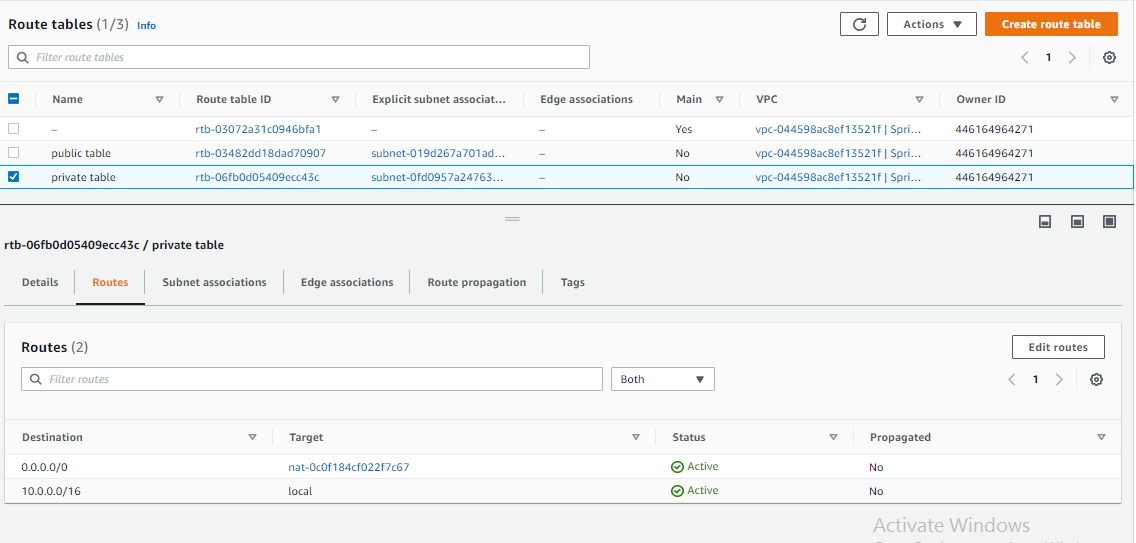 Route tables (1/3) Info
Actions
Create route table
Filter route tables
1
Name Route table ID Explicit subnet associat... Edge associations Main VPC Owner ID
– rtb-03072a31c0946bfa1 – – Yes vpc-044598ac8ef13521f | Spri... 446164964271
public table rtb-03482dd18dad70907 subnet-019d267a701ad... – No vpc-044598ac8ef13521f | Spri... 446164964271
private table rtb-06fb0d05409ecc43c subnet-0fd0957a24763... – No vpc-044598ac8ef13521f | Spri... 446164964271
rtb-06fb0d05409ecc43c / private table
Details Routes Subnet associations Edge associations Route propagation Tags
Routes (2)
Edit routes
Filter routes
Both
1
Destination Target Status Propagated
0.0.0.0/0 nat-0c0f184cf022f7c67 Active No
10.0.0.0/16 local Active No
Activate Windows